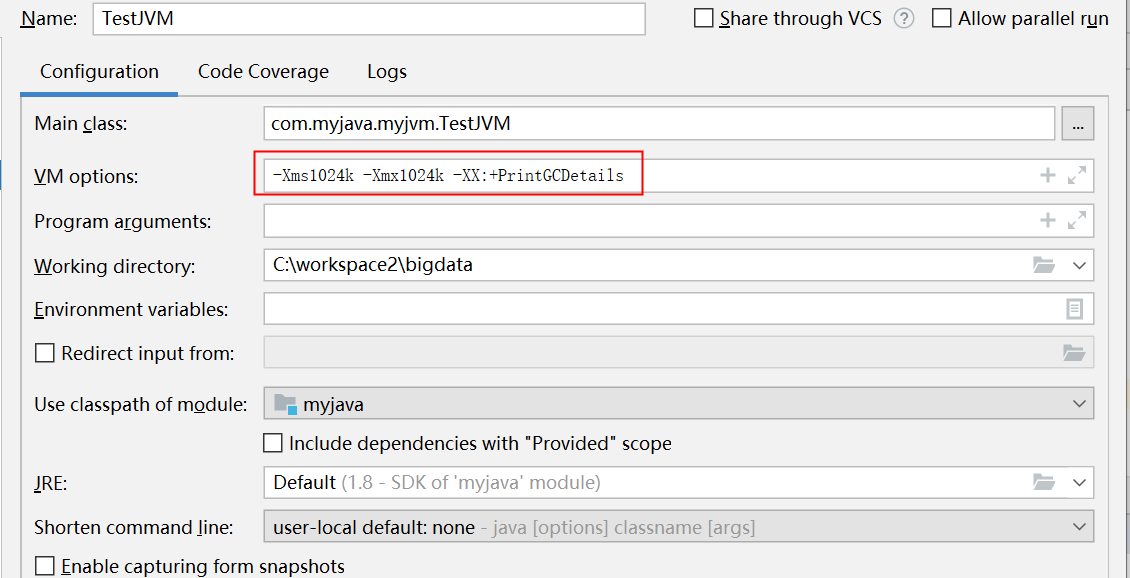 Name: TestJVM Share through VCS ? Allow parallel run
Configuration Code Coverage Logs
Main class: com.myjava.myjvm.TestJVM ...
VM options: -Xms1024k -Xmx1024k -XX:+PrintGCDetails
Program arguments:
Working directory: C:\workspace2\bigdata
Environment variables:
Redirect input from:
Use classpath of module: myjava
Include dependencies with "Provided" scope
JRE: Default (1.8 - SDK of 'myjava' module)
Shorten command line: user-local default: none - java [options] classname [args]
Enable capturing form snapshots